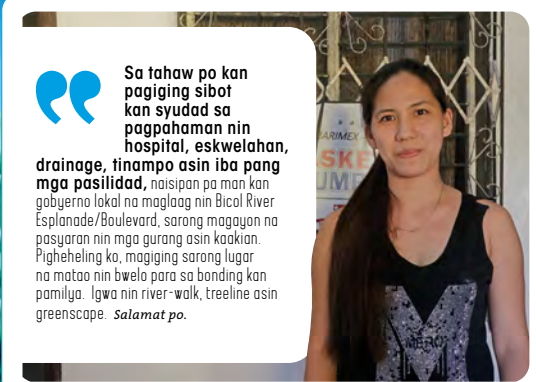 Sa tahaw po kan
pagiging sibot
kan syudad sa
pagpahaman nin
hospital, eskwelahan,
drainage, tinampo asin iba pang
mga pasilidad, naisipan pa man kan
gobyerno lokal na maglaag nin Bicol River
Esplanade/Boulevard, sarong magayon na
pasyaran nin mga gurang asin kaakian.
Pigheheling ko, magiging sarong lugar
na matao nin bwelo para sa bonding kan
pamilya. Igwa nin river-walk, treeline asin
greenscape. Salamat po.
ARIMEX